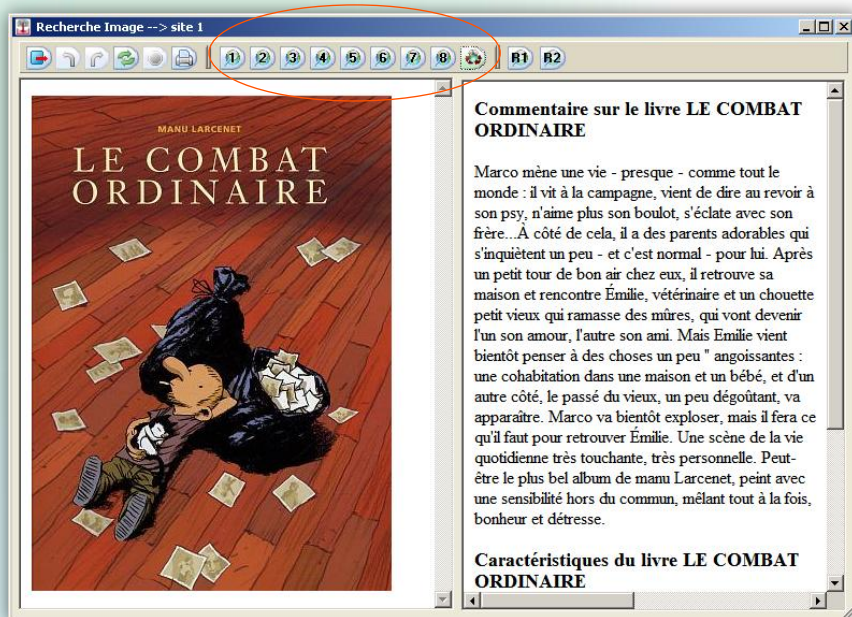 Recherche Image --> site 1
1 2 3 4 5 6 7 8 R1 R2
MANU LARCENET
LE COMBAT
ORDINAIRE
Commentaire sur le livre LE COMBAT
ORDINAIRE
Marco mène une vie - presque - comme tout le
monde : il vit à la campagne, vient de dire au revoir à
son psy, n'aime plus son boulot, s'éclate avec son
frère...À côté de cela, il a des parents adorables qui
s'inquiètent un peu - et c'est normal - pour lui. Après
un petit tour de bon air chez eux, il retrouve sa
maison et rencontre Émilie, vétérinaire et un chouette
petit vieux qui ramasse des mûres, qui vont devenir
l'un son amour, l'autre son ami. Mais Emilie vient
bientôt penser à des choses un peu " angoissantes :
une cohabitation dans une maison et un bébé, et d'un
autre côté, le passé du vieux, un peu dégoûtant, va
apparaître. Marco va bientôt exploser, mais il fera ce
qu'il faut pour retrouver Émilie. Une scène de la vie
quotidienne très touchante, très personnelle. Peut-
être le plus bel album de manu Larcenet, peint avec
une sensibilité hors du commun, mêlant tout à la fois,
bonheur et détresse.
Caractéristiques du livre LE COMBAT
ORDINAIRE